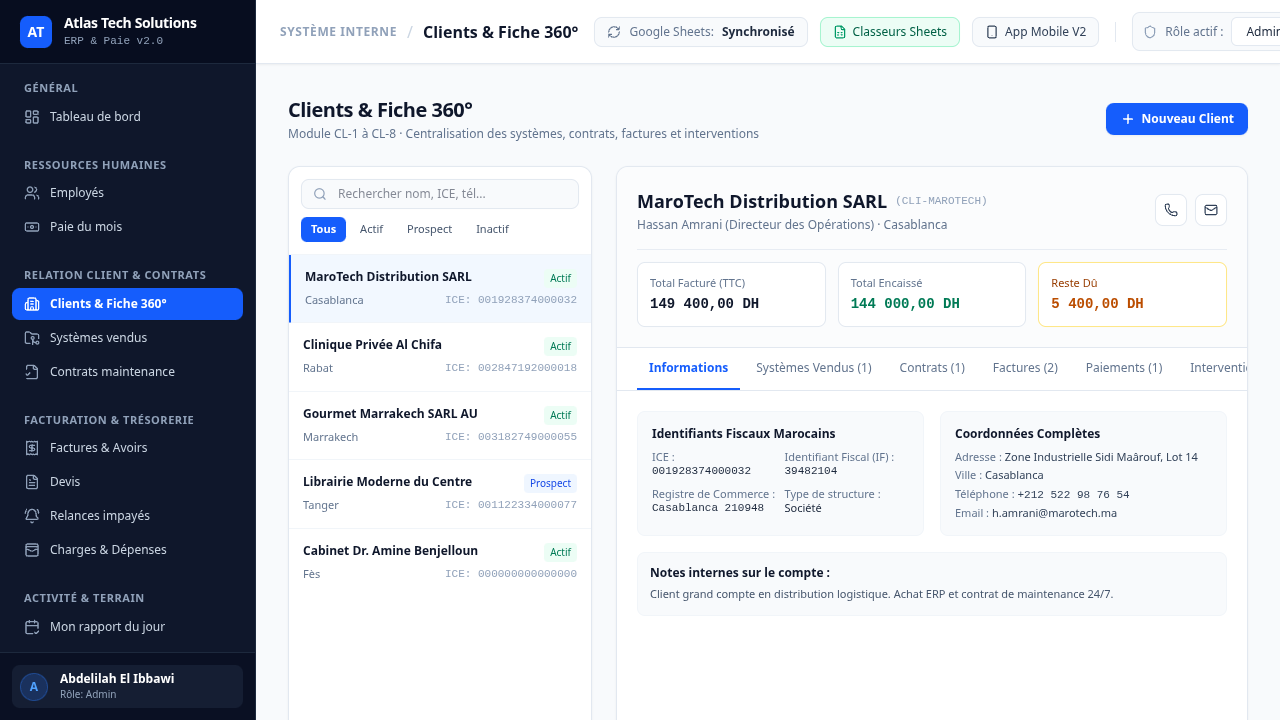 AT
Atlas Tech Solutions
ERP & Paie v2.0
GÉNÉRAL
Tableau de bord
RESSOURCES HUMAINES
Employés
Paie du mois
RELATION CLIENT & CONTRATS
Clients & Fiche 360°
Systèmes vendus
Contrats maintenance
FACTURATION & TRÉSORERIE
Factures & Avoirs
Devis
Relances impayés
Charges & Dépenses
ACTIVITÉ & TERRAIN
Mon rapport du jour
A
Abdelilah El Ibbawi
Rôle: Admin
SYSTÈME INTERNE / Clients & Fiche 360°
Google Sheets: Synchronisé
Classeurs Sheets
App Mobile V2
Rôle actif :
Clients & Fiche 360°
Module CL-1 à CL-8 · Centralisation des systèmes, contrats, factures et interventions
Nouveau Client
Rechercher nom, ICE, tél...
Tous Actif Prospect Inactif
MaroTech Distribution SARL Actif
Casablanca ICE: 001928374000032
Clinique Privée Al Chifa Actif
Rabat ICE: 002847192000018
Gourmet Marrakech SARL AU Actif
Marrakech ICE: 003182749000055
Librairie Moderne du Centre Prospect
Tanger ICE: 001122334000077
Cabinet Dr. Amine Benjelloun Actif
Fès ICE: 000000000000000
MaroTech Distribution SARL (CLI-MAROTECH)
Hassan Amrani (Directeur des Opérations) · Casablanca
Total Facturé (TTC)
149 400,00 DH
Total Encaissé
144 000,00 DH
Reste Dû
5 400,00 DH
Informations Systèmes Vendus (1) Contrats (1) Factures (2) Paiements (1)
Identifiants Fiscaux Marocains
ICE :
001928374000032
Identifiant Fiscal (IF) :
39482104
Registre de Commerce :
Casablanca 210948
Type de structure :
Société
Coordonnées Complètes
Adresse : Zone Industrielle Sidi Maârouf, Lot 14
Ville : Casablanca
Téléphone : +212 522 98 76 54
Email : h.amrani@marotech.ma
Notes internes sur le compte :
Client grand compte en distribution logistique. Achat ERP et contrat de maintenance 24/7.